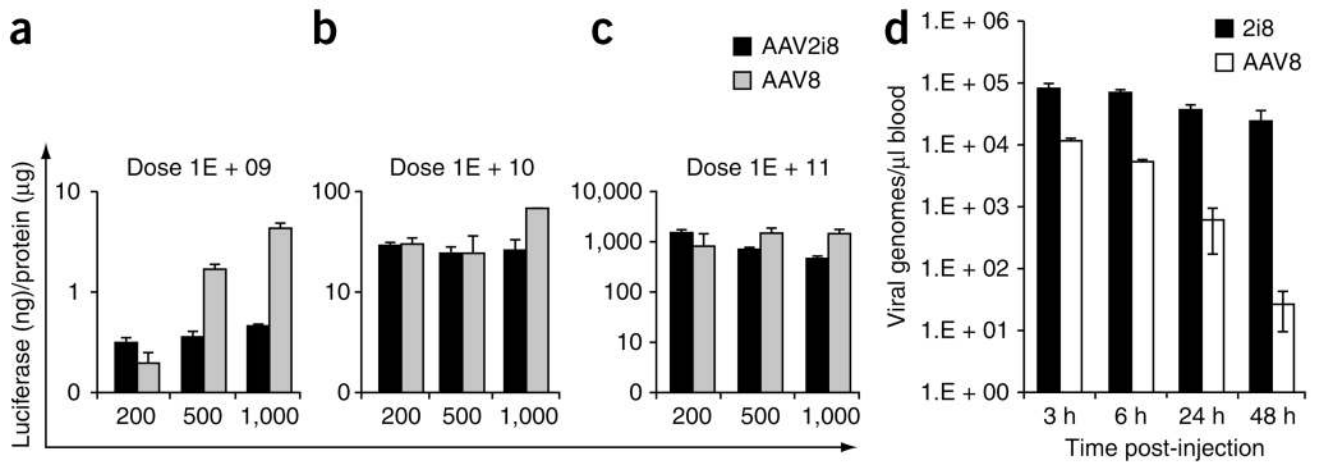 a
b
c
AAV2i8
AAV8
Luciferase (ng)/protein (μg)
Dose 1E + 09
10
1
0
200 500 1,000
Dose 1E + 10
100
10
0
200 500 1,000
Dose 1E + 11
10,000
1,000
100
10
0
200 500 1,000
d
2i8
AAV8
Viral genomes/μl blood
1.E + 06
1.E + 05
1.E + 04
1.E + 03
1.E + 02
1.E + 01
1.E + 00
3 h 6 h 24 h 48 h
Time post-injection